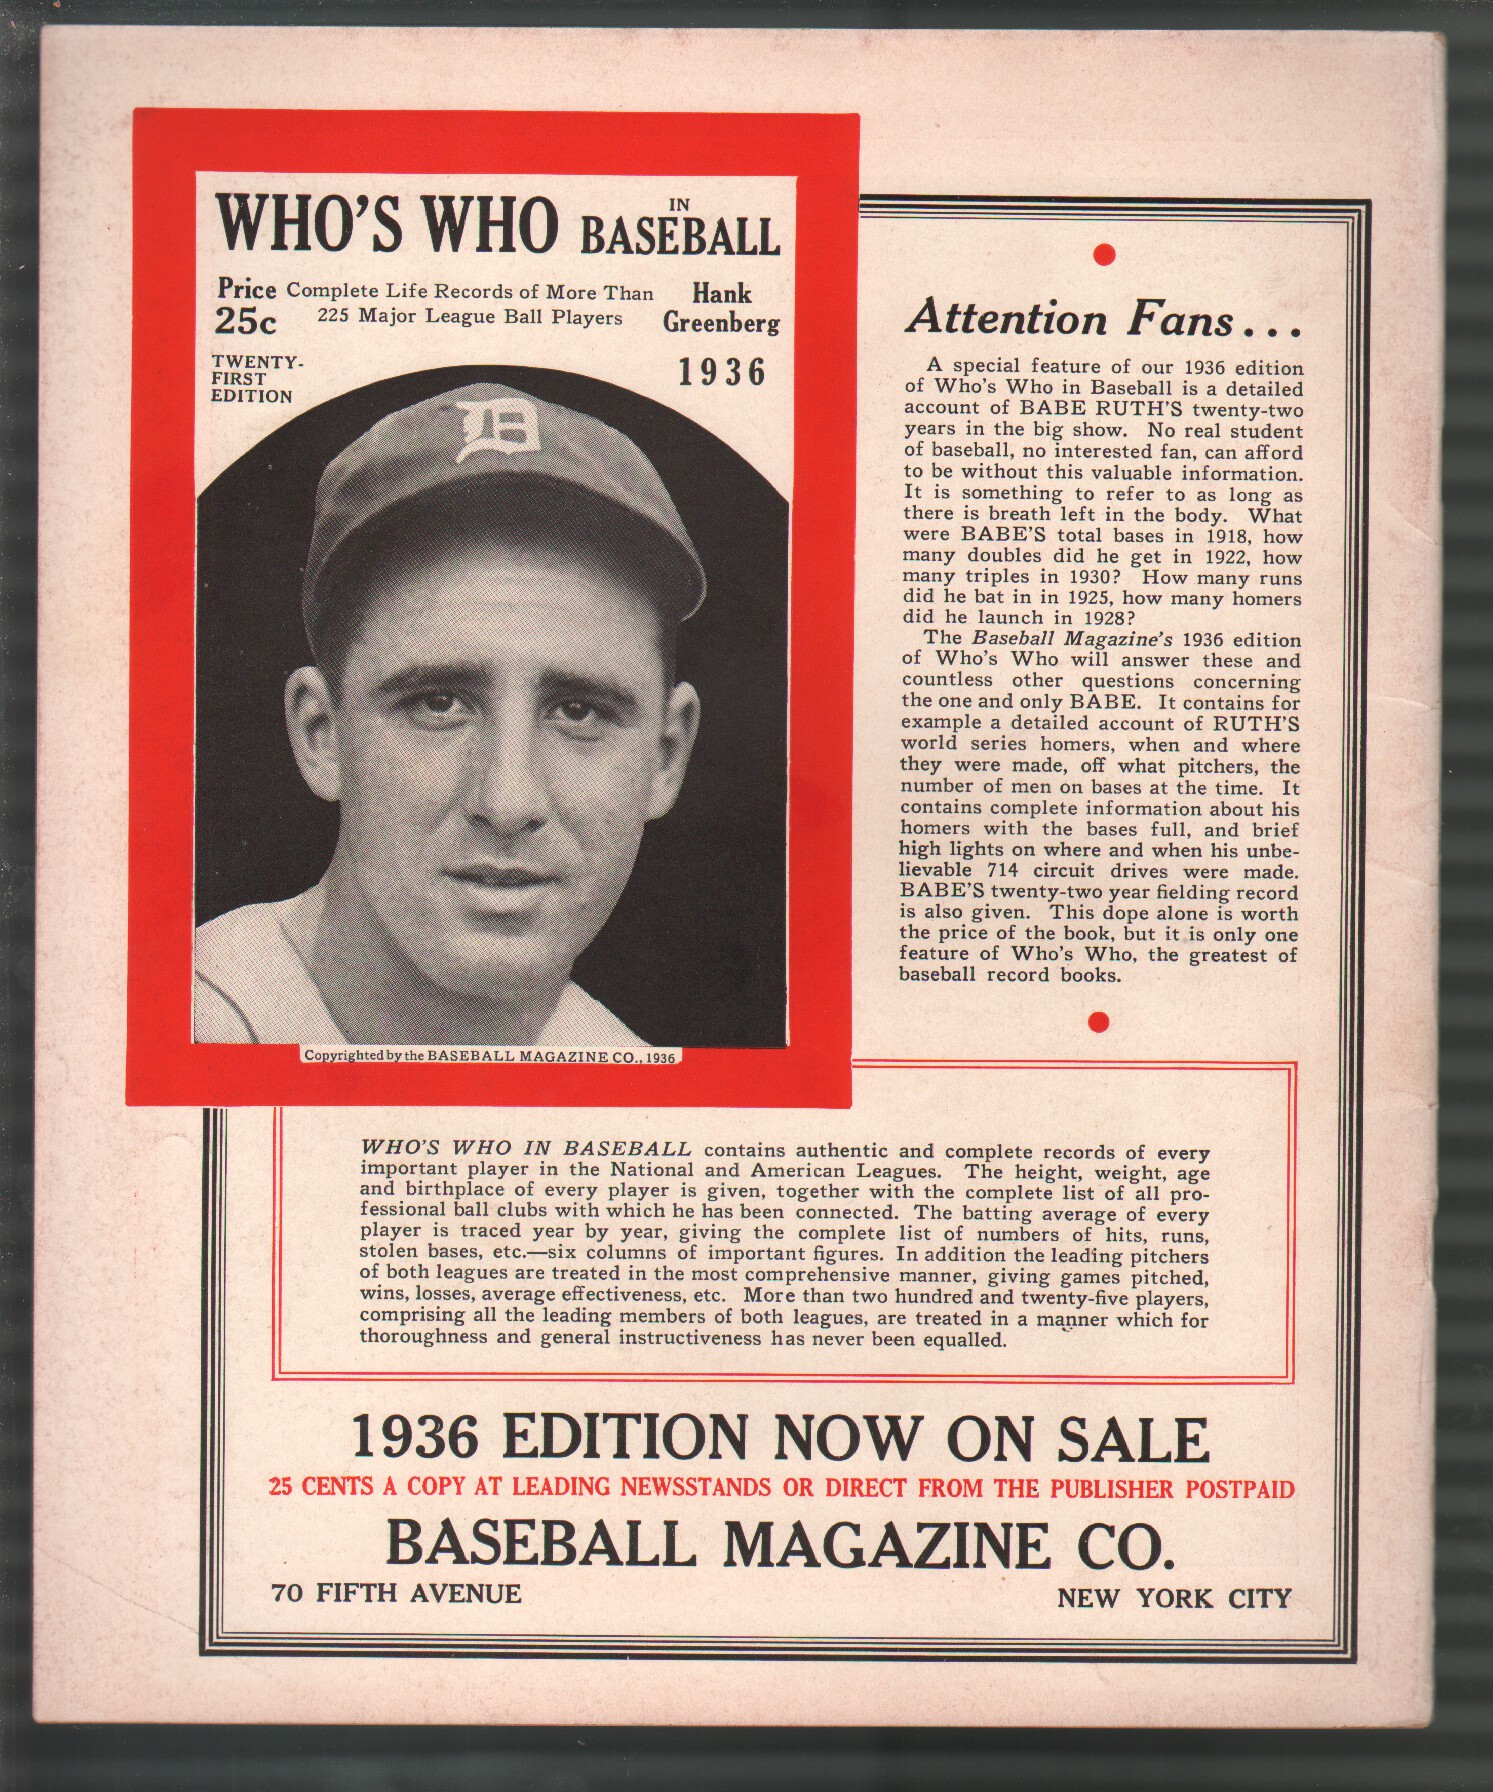 WHO'S WHO IN BASEBALL
Price 25c
Complete Life Records of More Than
225 Major League Ball Players
Hank
Greenberg
1936
TWENTY-
FIRST
EDITION
D
Copyrighted by the BASEBALL MAGAZINE CO., 1936
Attention Fans...
A special feature of our 1936 edition
of Who's Who in Baseball is a detailed
account of BABE RUTH'S twenty-two
years in the big show. No real student
of baseball, no interested fan, can afford
to be without this valuable information.
It is something to refer to as long as
there is breath left in the body. What
were BABE'S total bases in 1918, how
many doubles did he get in 1922, how
many triples in 1930? How many runs
did he bat in in 1925, how many homers
did he launch in 1928?
The Baseball Magazine's 1936 edition
of Who's Who will answer these and
countless other questions concerning
the one and only BABE. It contains for
example a detailed account of RUTH'S
world series homers, when and where
they were made, off what pitchers, the
number of men on bases at the time. It
contains complete information about his
homers with the bases full, and brief
high lights on where and when his unbe-
lievable 714 circuit drives were made.
BABE'S twenty-two year fielding record
is also given. This dope alone is worth
the price of the book, but it is only one
feature of Who's Who, the greatest of
baseball record books.
WHO'S WHO IN BASEBALL contains authentic and complete records of every
important player in the National and American Leagues. The height, weight, age
and birthplace of every player is given, together with the complete list of all pro-
fessional ball clubs with which he has been connected. The batting average of every
player is traced year by year, giving the complete list of numbers of hits, runs,
stolen bases, etc.—six columns of important figures. In addition the leading pitchers
of both leagues are treated in the most comprehensive manner, giving games pitched,
wins, losses, average effectiveness, etc. More than two hundred and twenty-five players,
comprising all the leading members of both leagues, are treated in a manner which for
thoroughness and general instructiveness has never been equalled.
1936 EDITION NOW ON SALE
25 CENTS A COPY AT LEADING NEWSSTANDS OR DIRECT FROM THE PUBLISHER POSTPAID
BASEBALL MAGAZINE CO.
70 FIFTH AVENUE
NEW YORK CITY